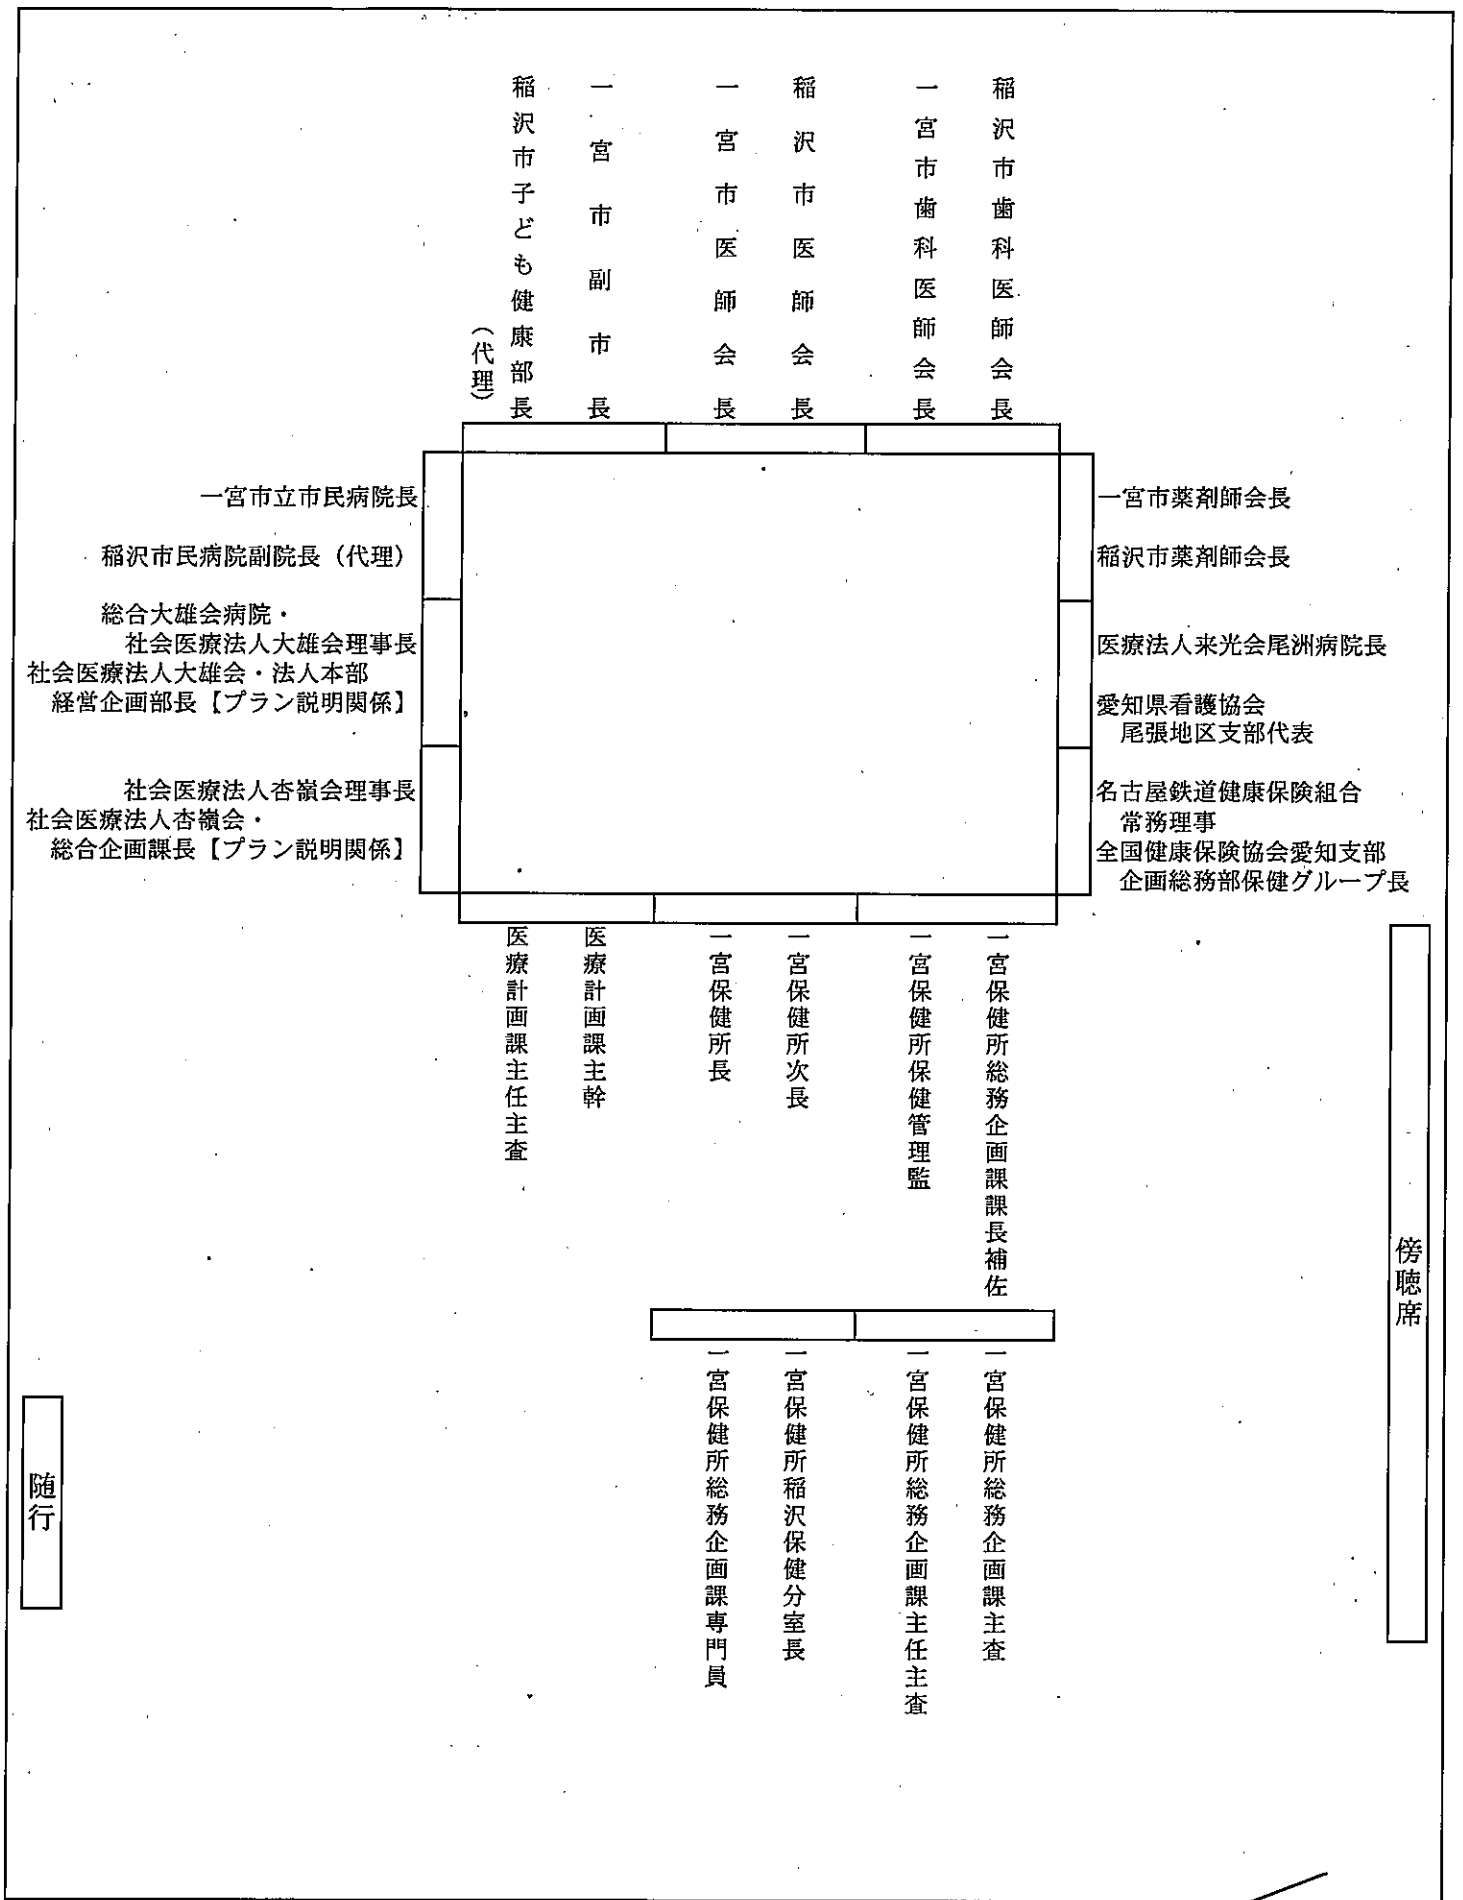 稲沢市歯科医師会長
一宮市歯科医師会長
稲沢市医師会長
一宮市医師会長
一宮市副市長
稲沢市子ども健康部長
（代理）
一宮市立市民病院長
稲沢市民病院副院長（代理）
総合大雄会病院・
社会医療法人大雄会理事長
社会医療法人大雄会・法人本部
経営企画部長【プラン説明関係】
社会医療法人杏嶺会理事長
社会医療法人杏嶺会・
総合企画課長【プラン説明関係】
一宮市薬剤師会長
稲沢市薬剤師会長
医療法人来光会尾洲病院長
愛知県看護協会
尾張地区支部代表
名古屋鉄道健康保険組合
常務理事
全国健康保険協会愛知支部
企画総務部保健グループ長
一宮保健所総務企画課課長補佐
一宮保健所保健管理監
一宮保健所次長
一宮保健所長
医療計画課主幹
医療計画課主任主査
傍聴席
一宮保健所総務企画課主査
一宮保健所総務企画課主任主査
一宮保健所稲沢保健分室長
一宮保健所総務企画課専門員
随行